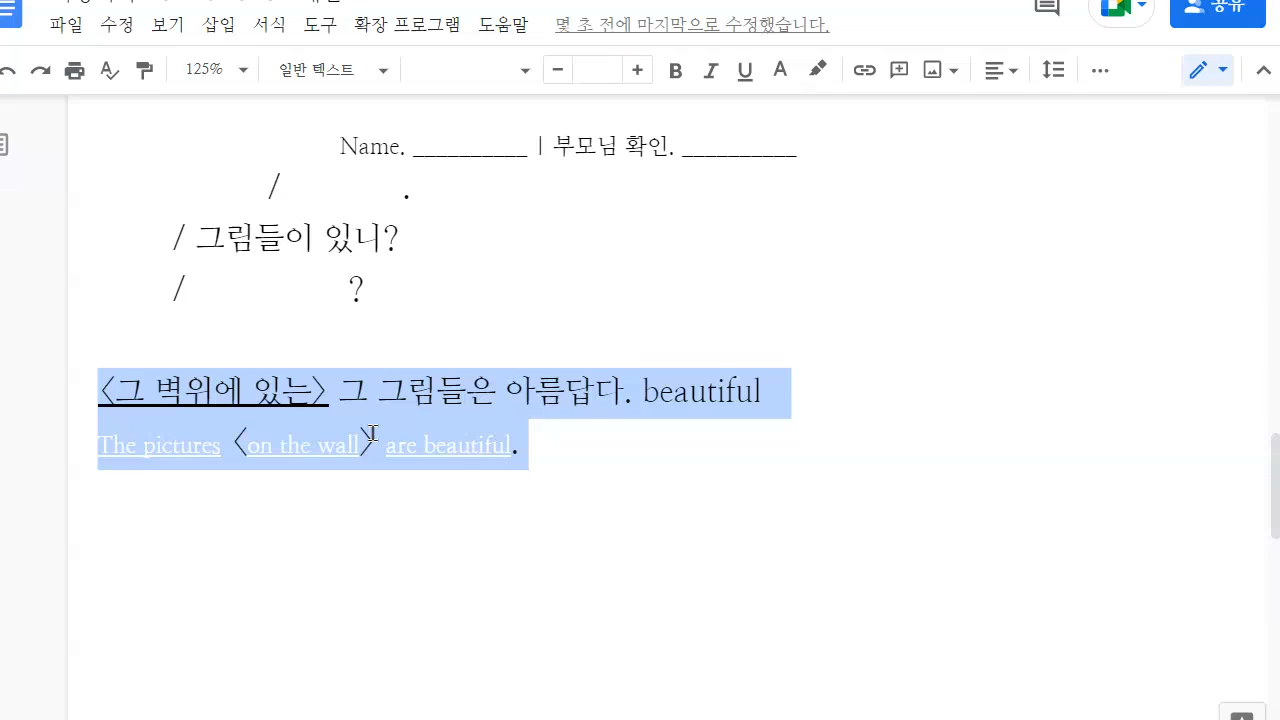 파일 수정 보기 삽입 서식 도구 확장 프로그램 도움말 몇 초 전에 마지막으로 수정했습니다.
공유
125% 일반 텍스트 − + B I U A ...
Name. __________ | 부모님 확인. __________
/ .
/ 그림들이 있니?
/ ?
〈그 벽위에 있는〉 그 그림들은 아름답다. beautiful
The pictures 〈on the wall〉 are beautiful.